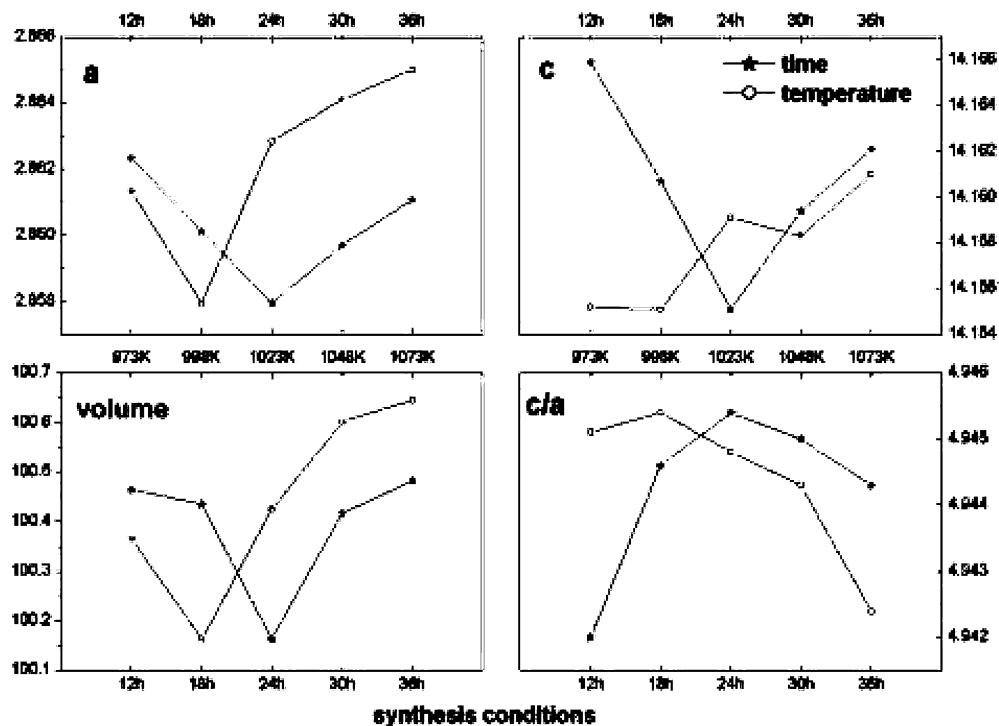 12h 18h 24h 30h 36h
12h 18h 24h 30h 36h
2.866
2.864
2.862
2.860
2.858
a
c
time
temperature
14.166
14.164
14.162
14.160
14.158
14.156
14.154
973K 998K 1023K 1048K 1073K
973K 998K 1023K 1048K 1073K
100.7
100.6
100.5
100.4
100.3
100.2
100.1
volume
c/a
4.946
4.945
4.944
4.943
4.942
12h 18h 24h 30h 36h
12h 18h 24h 30h 36h
synthesis conditions